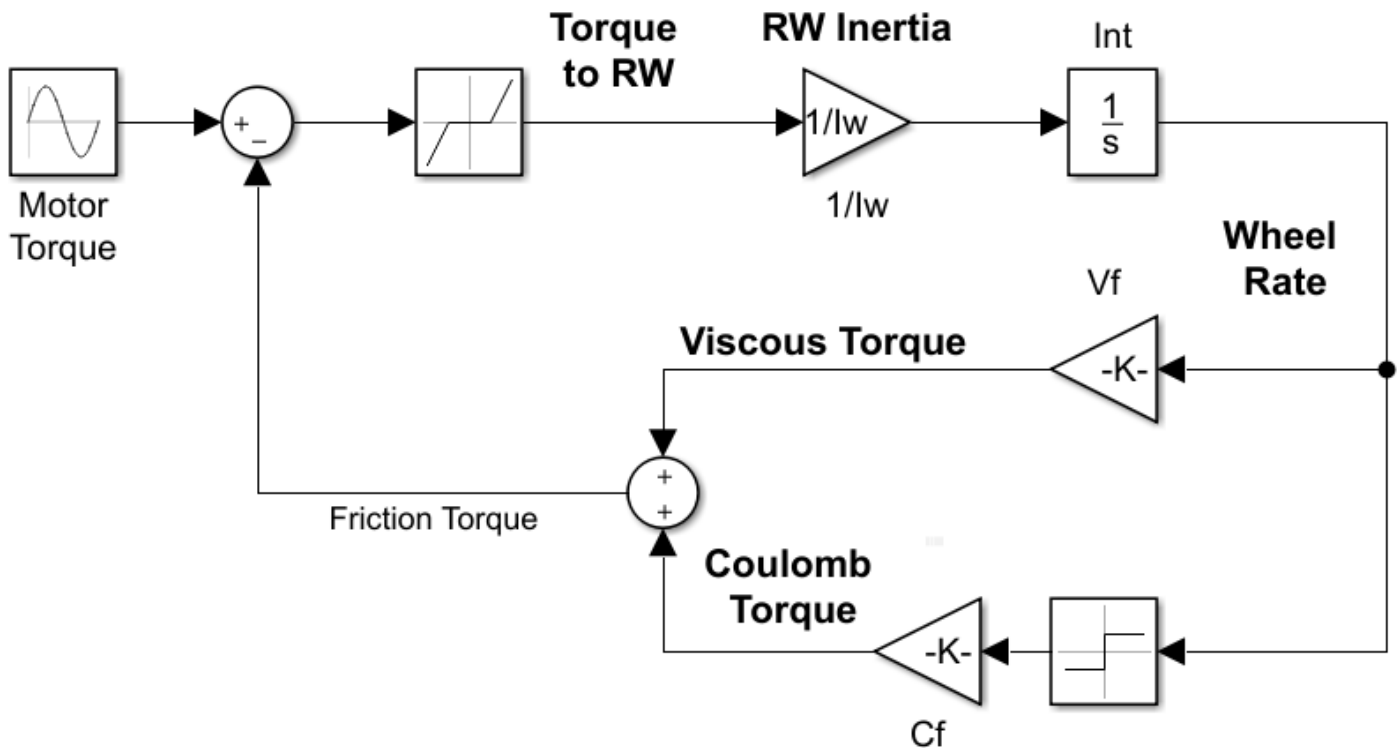 Torque
to RW
RW Inertia
Int
+
−
1/Iw
1
s
Motor
Torque
1/Iw
Wheel
Rate
Vf
Viscous Torque
-K-
+
+
Friction Torque
Coulomb
Torque
-K-
Cf